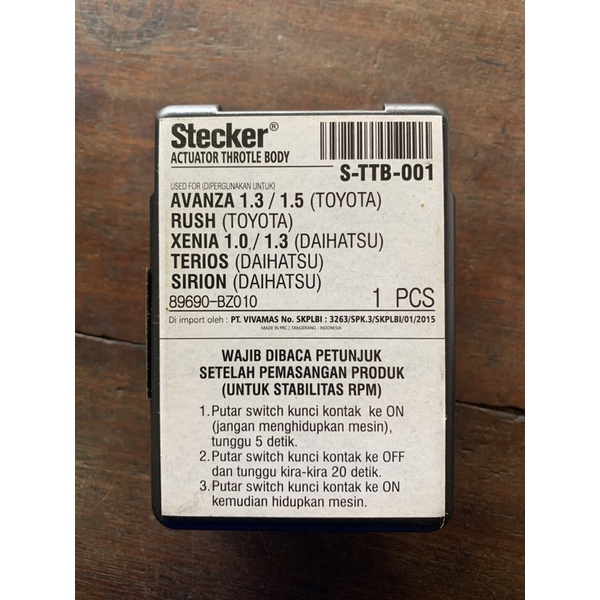 Stecker®
ACTUATOR THROTLE BODY
S-TTB-001
USED FOR (DIPERGUNAKAN UNTUK)
AVANZA 1.3 / 1.5 (TOYOTA)
RUSH (TOYOTA)
XENIA 1.0 / 1.3 (DAIHATSU)
TERIOS (DAIHATSU)
SIRION (DAIHATSU)
89690-BZ010 1 PCS
Di import oleh : PT. VIVAMAS No. SKPLBI : 3263/SPK.3/SKPLBI/01/2015
MADE IN PRC | TANGERANG - INDONESIA
WAJIB DIBACA PETUNJUK
SETELAH PEMASANGAN PRODUK
(UNTUK STABILITAS RPM)
1. Putar switch kunci kontak ke ON
(jangan menghidupkan mesin),
tunggu 5 detik.
2. Putar switch kunci kontak ke OFF
dan tunggu kira-kira 20 detik.
3. Putar switch kunci kontak ke ON
kemudian hidupkan mesin.